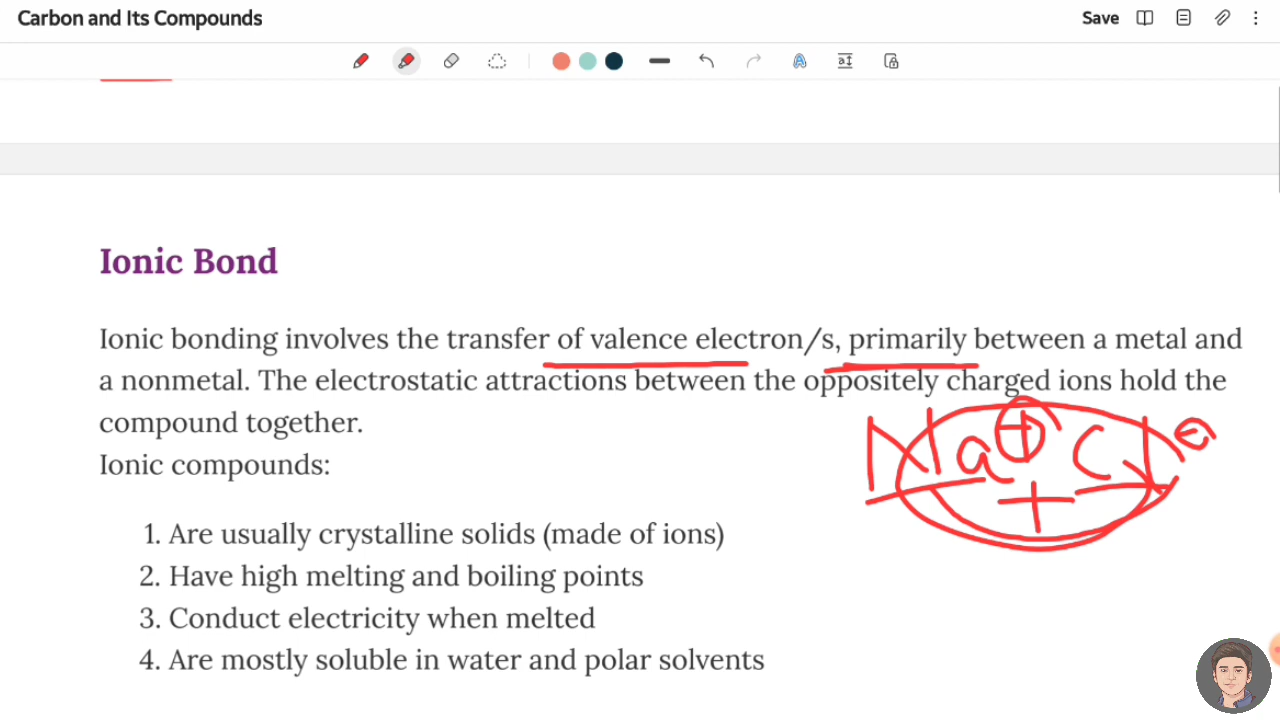 Carbon and Its Compounds
Save
Ionic Bond
Ionic bonding involves the transfer of valence electron/s, primarily between a metal and
a nonmetal. The electrostatic attractions between the oppositely charged ions hold the
compound together.
Na⊕ + Cl⊖
Ionic compounds:
1. Are usually crystalline solids (made of ions)
2. Have high melting and boiling points
3. Conduct electricity when melted
4. Are mostly soluble in water and polar solvents